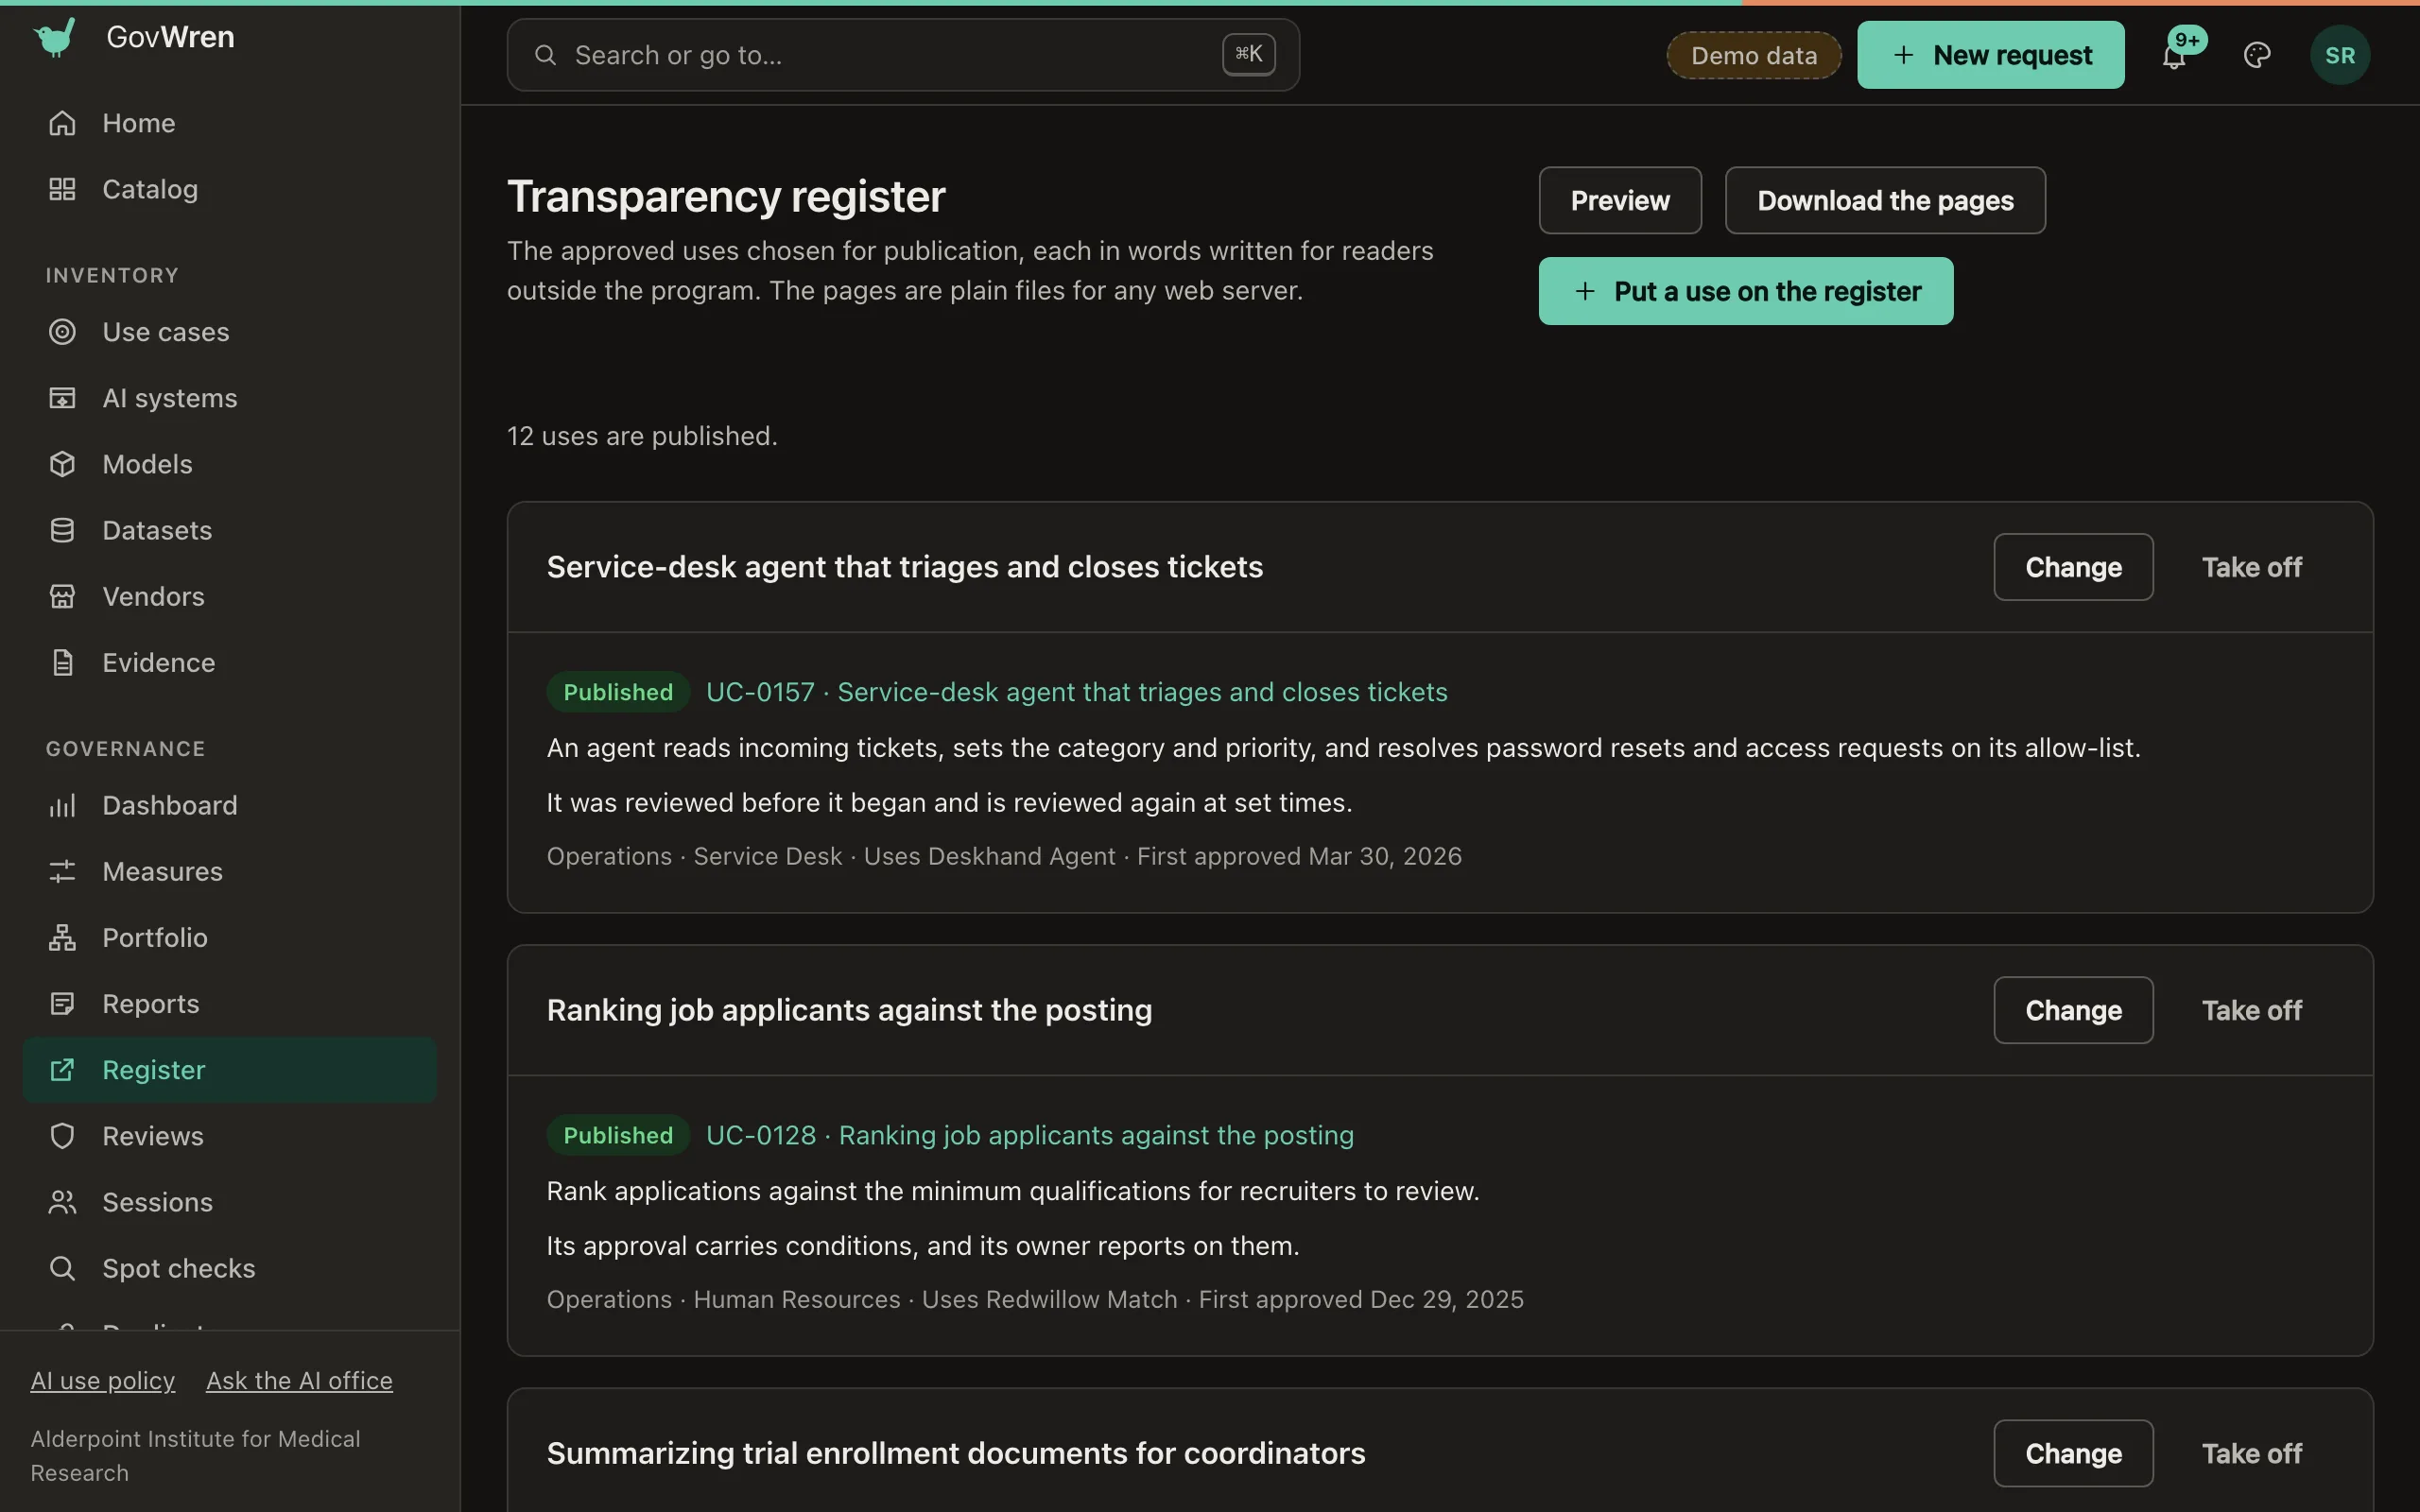 GovWren
Search or go to...
⌘K
Demo data
New request
9+
SR
Home
Catalog
INVENTORY
Use cases
AI systems
Models
Datasets
Vendors
Evidence
GOVERNANCE
Dashboard
Measures
Portfolio
Reports
Register
Reviews
Sessions
Spot checks
AI use policy
Ask the AI office
Alderpoint Institute for Medical
Research
Transparency register
The approved uses chosen for publication, each in words written for readers
outside the program. The pages are plain files for any web server.
Preview
Download the pages
Put a use on the register
12 uses are published.
Service-desk agent that triages and closes tickets
Change
Take off
Published
UC-0157 · Service-desk agent that triages and closes tickets
An agent reads incoming tickets, sets the category and priority, and resolves password resets and access requests on its allow-list.
It was reviewed before it began and is reviewed again at set times.
Operations · Service Desk · Uses Deskhand Agent · First approved Mar 30, 2026
Ranking job applicants against the posting
Change
Take off
Published
UC-0128 · Ranking job applicants against the posting
Rank applications against the minimum qualifications for recruiters to review.
Its approval carries conditions, and its owner reports on them.
Operations · Human Resources · Uses Redwillow Match · First approved Dec 29, 2025
Summarizing trial enrollment documents for coordinators
Change
Take off